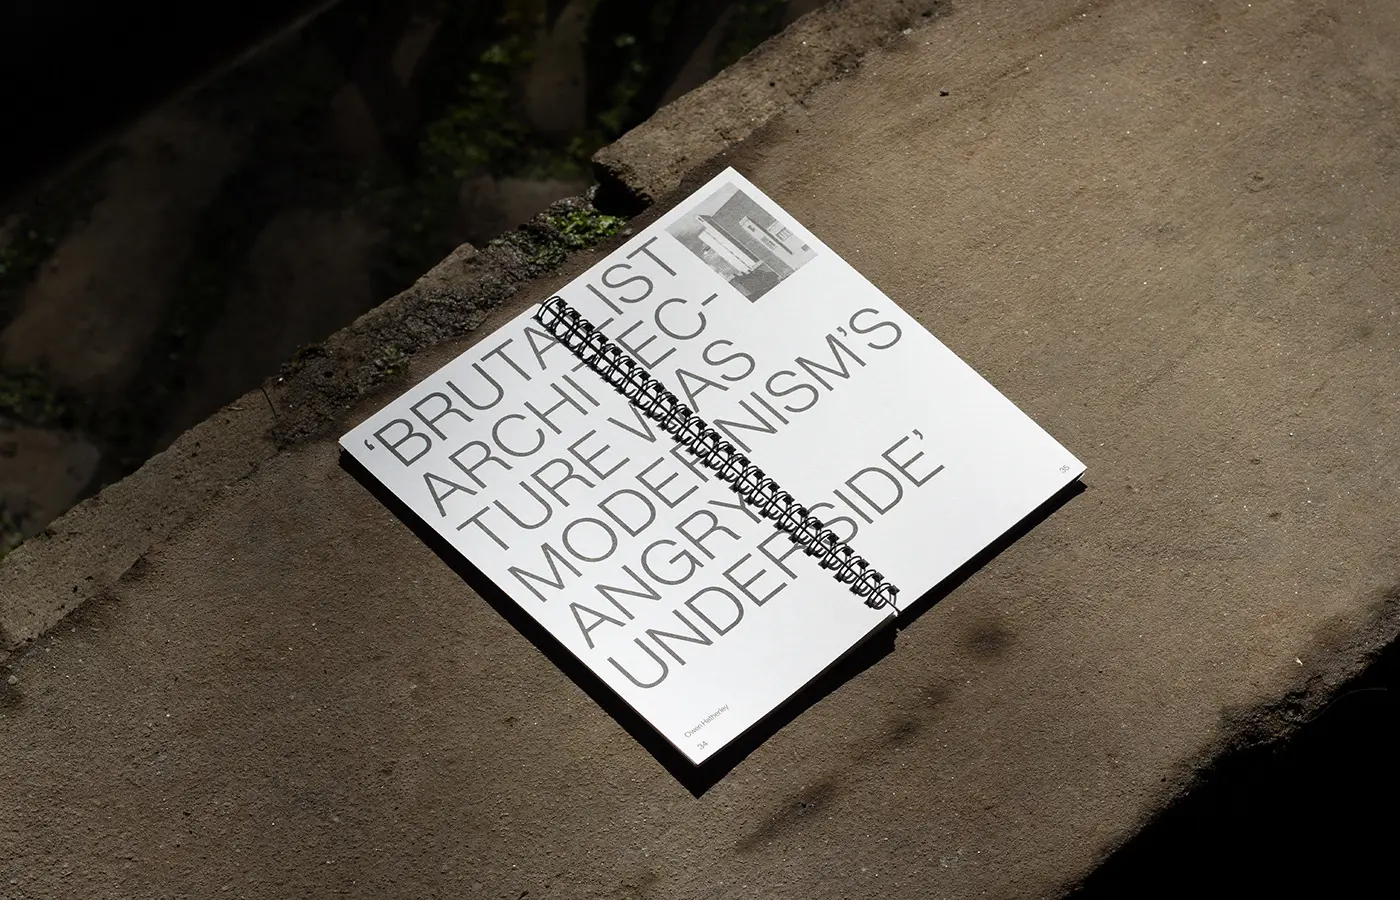 ‘BRUTALIST
ARCHITEC-
TURE WAS
MODERNISM’S
ANGRY
UNDERSIDE’
Owen Hatherley
34
35